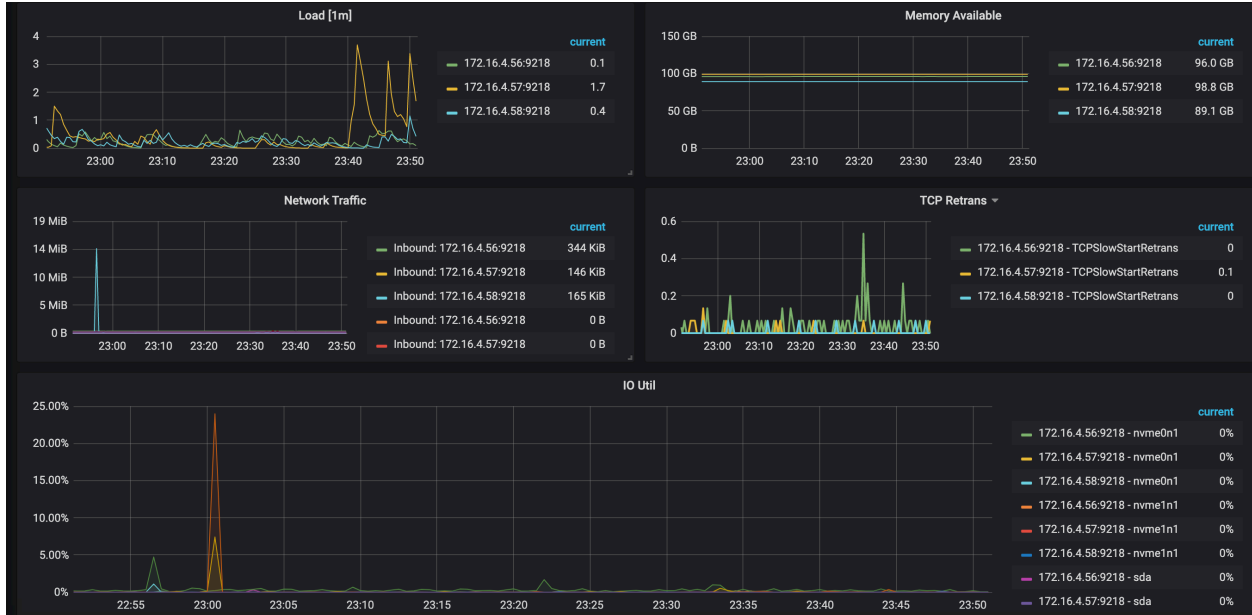 Load [1m]
4
3
2
1
0
23:00 23:10 23:20 23:30 23:40 23:50
current
172.16.4.56:9218 0.1
172.16.4.57:9218 1.7
172.16.4.58:9218 0.4
Memory Available
150 GB
100 GB
50 GB
0 B
23:00 23:10 23:20 23:30 23:40 23:50
current
172.16.4.56:9218 96.0 GB
172.16.4.57:9218 98.8 GB
172.16.4.58:9218 89.1 GB
Network Traffic
19 MiB
14 MiB
10 MiB
5 MiB
0 B
23:00 23:10 23:20 23:30 23:40 23:50
current
Inbound: 172.16.4.56:9218 344 KiB
Inbound: 172.16.4.57:9218 146 KiB
Inbound: 172.16.4.58:9218 165 KiB
Inbound: 172.16.4.56:9218 0 B
Inbound: 172.16.4.57:9218 0 B
TCP Retrans
0.6
0.4
0.2
0
23:00 23:10 23:20 23:30 23:40 23:50
current
172.16.4.56:9218 - TCPSlowStartRetrans 0
172.16.4.57:9218 - TCPSlowStartRetrans 0.1
172.16.4.58:9218 - TCPSlowStartRetrans 0
IO Util
25.00%
20.00%
15.00%
10.00%
5.00%
0%
22:55 23:00 23:05 23:10 23:15 23:20 23:25 23:30 23:35 23:40 23:45 23:50
current
172.16.4.56:9218 - nvme0n1 0%
172.16.4.57:9218 - nvme0n1 0%
172.16.4.58:9218 - nvme0n1 0%
172.16.4.56:9218 - nvme1n1 0%
172.16.4.57:9218 - nvme1n1 0%
172.16.4.58:9218 - nvme1n1 0%
172.16.4.56:9218 - sda 0%
172.16.4.57:9218 - sda 0%